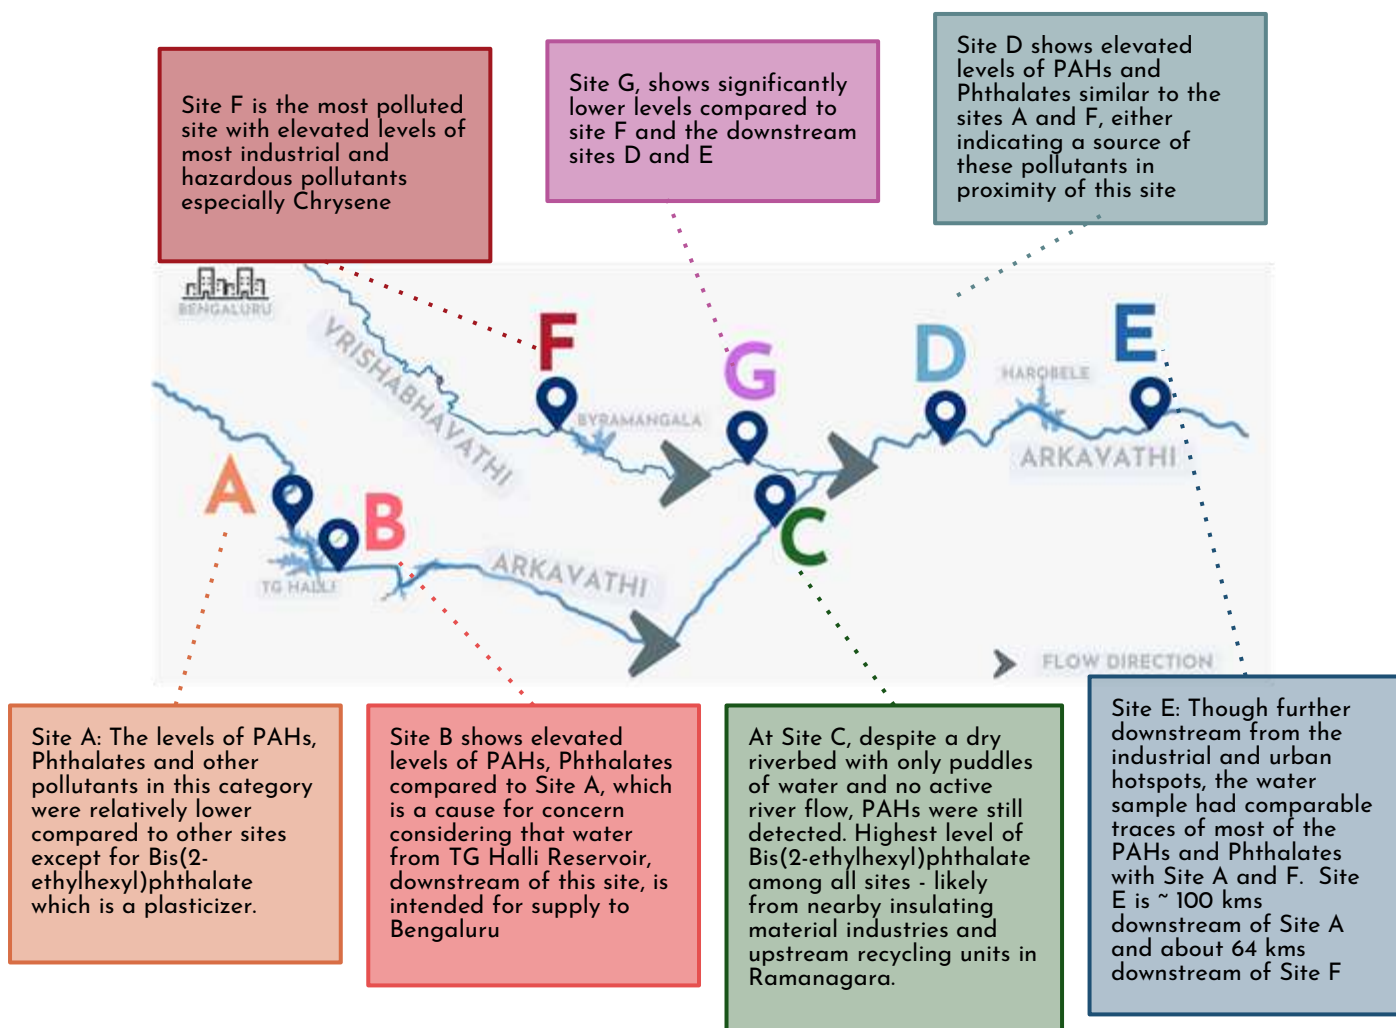 Site F is the most polluted
site with elevated levels of
most industrial and
hazardous pollutants
especially Chrysene
Site G, shows significantly
lower levels compared to
site F and the downstream
sites D and E
Site D shows elevated
levels of PAHs and
Phthalates similar to the
sites A and F, either
indicating a source of
these pollutants in
proximity of this site
BENGALURU
VRISHABHAVATHI
F
BYRAMANGALA
G
D
HAROBELE
E
ARKAVATHI
A
B
TG HALLI
ARKAVATHI
C
FLOW DIRECTION
Site A: The levels of PAHs,
Phthalates and other
pollutants in this category
were relatively lower
compared to other sites
except for Bis(2-
ethylhexyl)phthalate
which is a plasticizer.
Site B shows elevated
levels of PAHs, Phthalates
compared to Site A, which
is a cause for concern
considering that water
from TG Halli Reservoir,
downstream of this site, is
intended for supply to
Bengaluru
At Site C, despite a dry
riverbed with only puddles
of water and no active
river flow, PAHs were still
detected. Highest level of
Bis(2-ethylhexyl)phthalate
among all sites - likely
from nearby insulating
material industries and
upstream recycling units in
Ramanagara.
Site E: Though further
downstream from the
industrial and urban
hotspots, the water
sample had comparable
traces of most of the
PAHs and Phthalates
with Site A and F. Site
E is ~ 100 kms
downstream of Site A
and about 64 kms
downstream of Site F